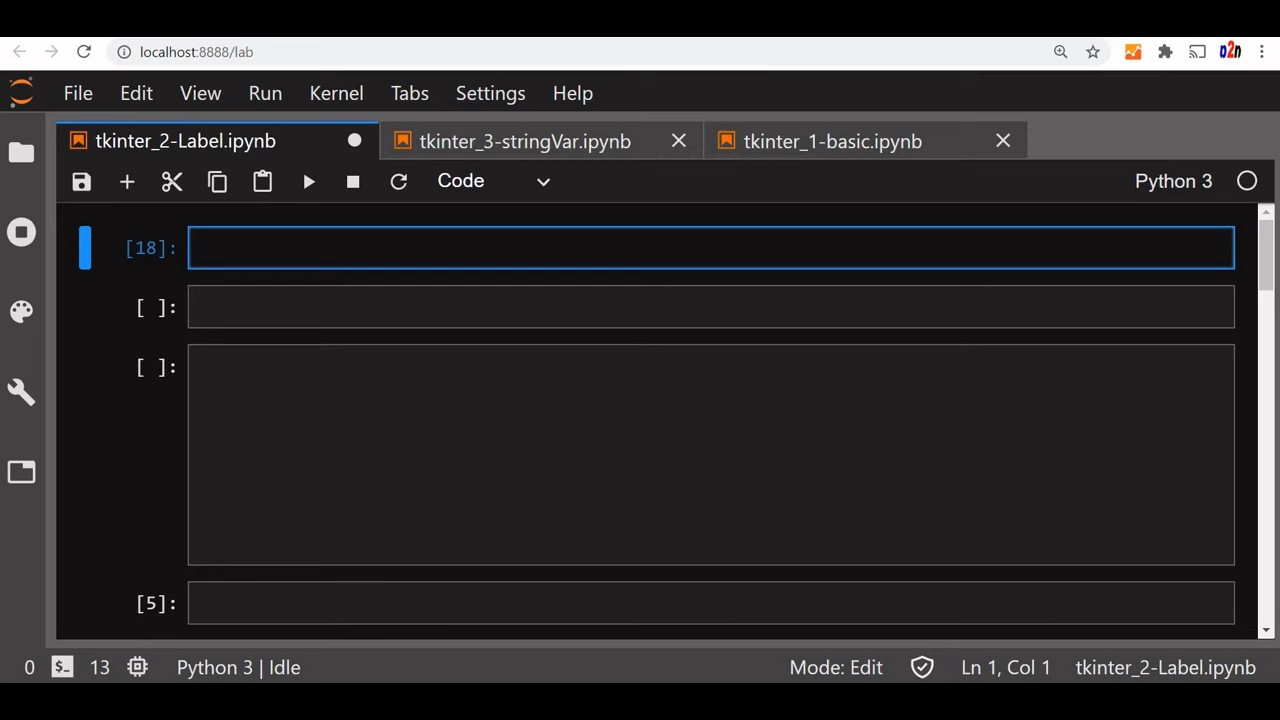 localhost:8888/lab
o2n
File Edit View Run Kernel Tabs Settings Help
tkinter_2-Label.ipynb tkinter_3-stringVar.ipynb tkinter_1-basic.ipynb
Code Python 3
[18]:
[ ]:
[ ]:
[5]:
0 $_ 13 Python 3 | Idle Mode: Edit Ln 1, Col 1 tkinter_2-Label.ipynb